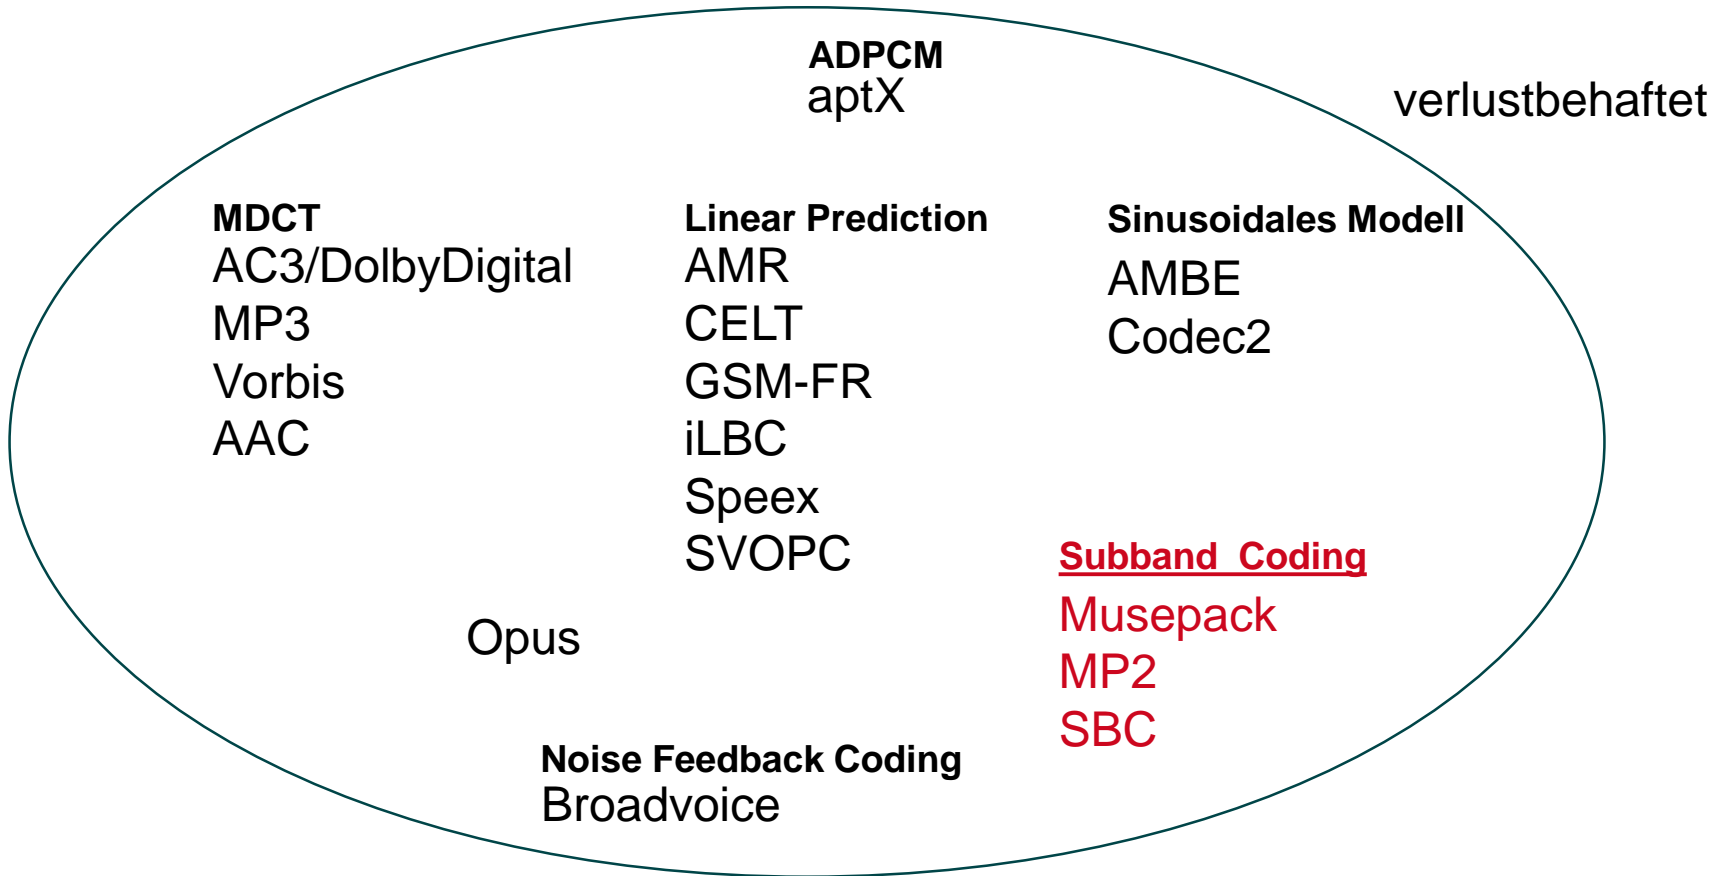 ADPCM
aptX
verlustbehaftet
MDCT
AC3/DolbyDigital
MP3
Vorbis
AAC
Linear Prediction
AMR
CELT
GSM-FR
iLBC
Speex
SVOPC
Sinusoidales Modell
AMBE
Codec2
Subband Coding
Musepack
MP2
SBC
Opus
Noise Feedback Coding
Broadvoice